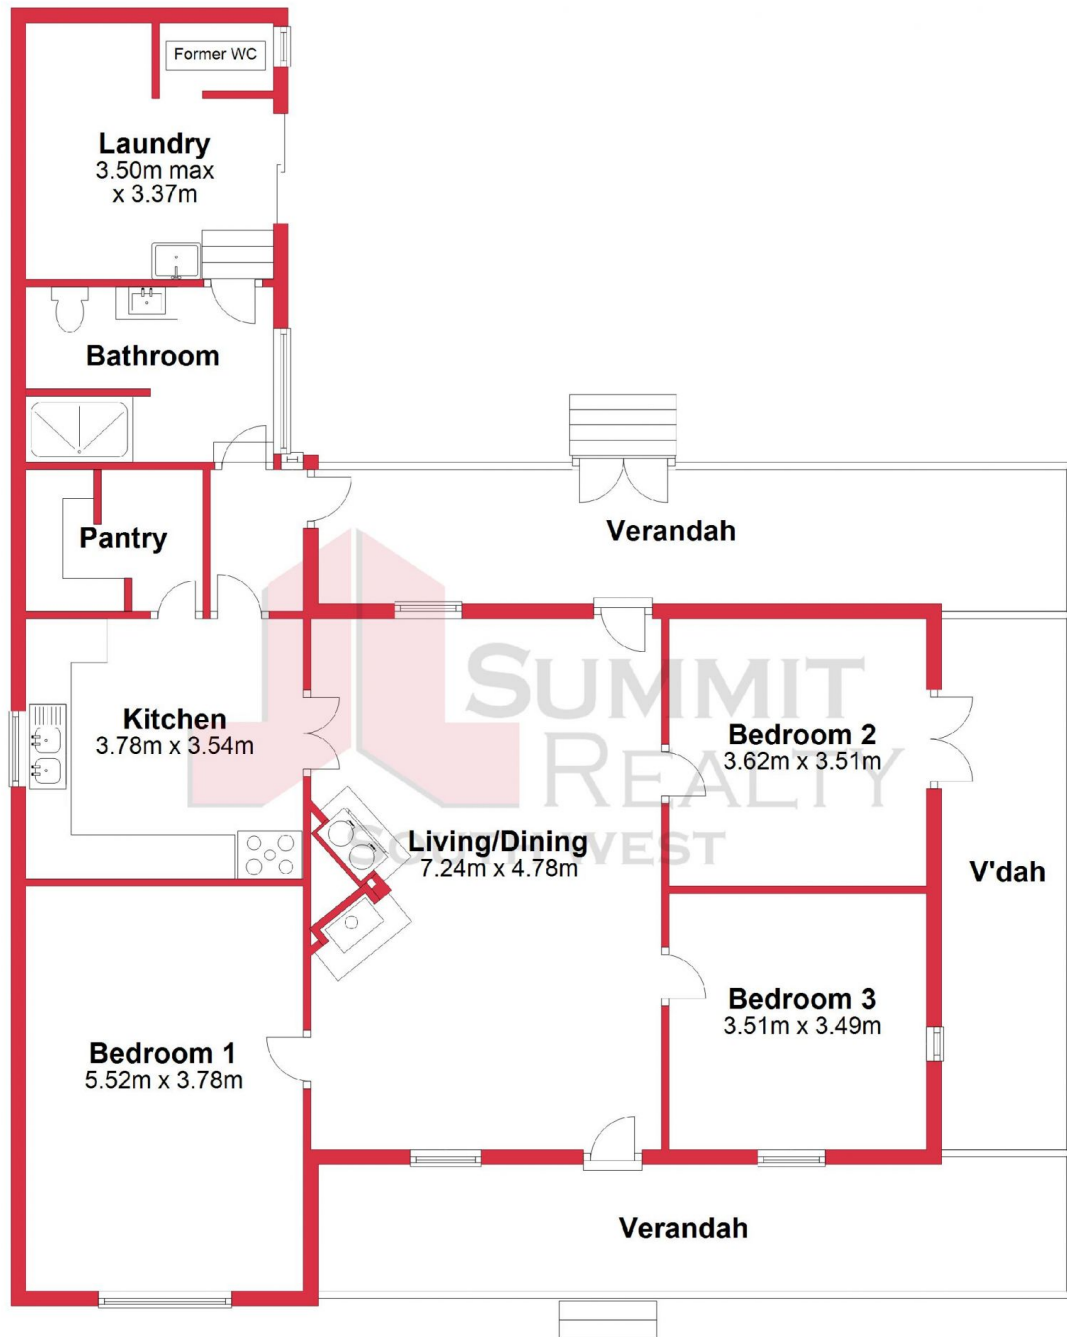 Former WC
Laundry
3.50m max
x 3.37m
Bathroom
Pantry
Verandah
Kitchen
3.78m x 3.54m
SUMMIT
REALTY
SOUTHWEST
Bedroom 2
3.62m x 3.51m
Living/Dining
7.24m x 4.78m
V'dah
Bedroom 3
3.51m x 3.49m
Bedroom 1
5.52m x 3.78m
Verandah